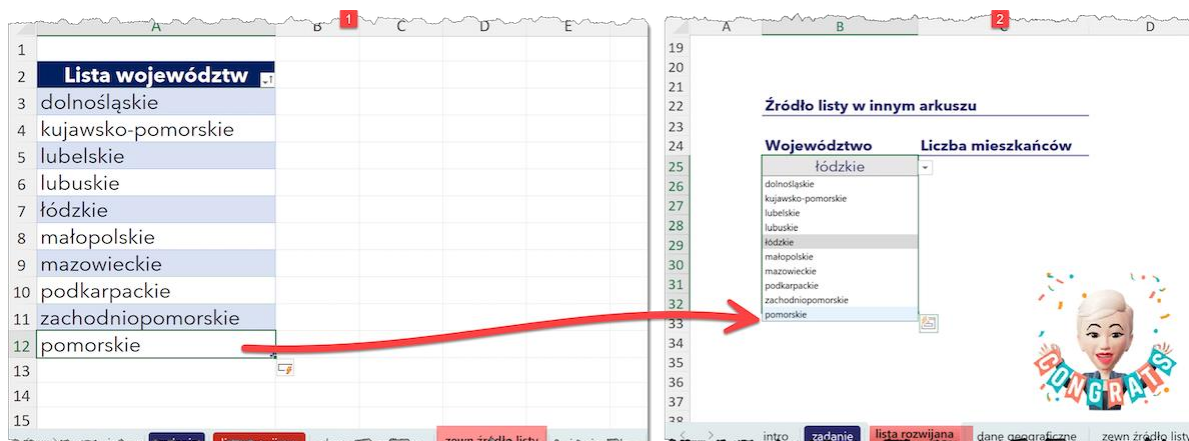 1
A B C D E
1
2 Lista województw
3 dolnośląskie
4 kujawsko-pomorskie
5 lubelskie
6 lubuskie
7 łódzkie
8 małopolskie
9 mazowieckie
10 podkarpackie
11 zachodniopomorskie
12 pomorskie
13
14
15
zadanie
zewn źródło listy
2
A B C D
19
20
21
22 Źródło listy w innym arkuszu
23
24 Województwo Liczba mieszkańców
25 łódzkie
26 dolnośląskie
kujawsko-pomorskie
27 lubelskie
28 lubuskie
29 łódzkie
małopolskie
30 mazowieckie
31 podkarpackie
32 zachodniopomorskie
33 pomorskie
34
35
36
37
38
CONGRATS
intro zadanie lista rozwijana dane geograficzne zewn źródło listy